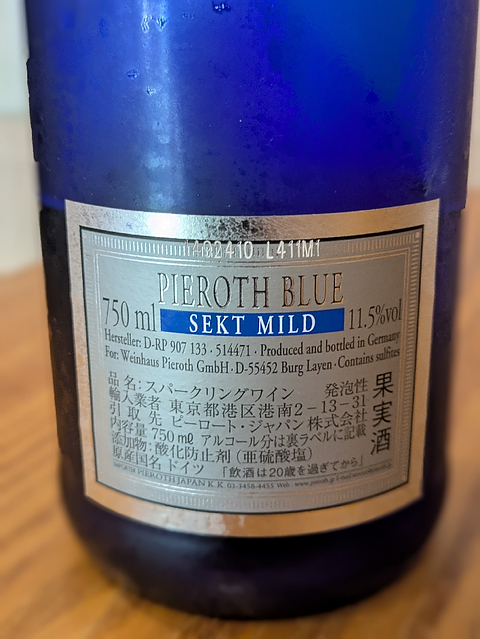 L411M1
PIEROTH BLUE
750 ml SEKT MILD 11.5%vol
Hersteller: D-RP 907 133 · 514471 · Produced and bottled in Germany
For: Weinhaus Pieroth GmbH · D-55452 Burg Layen · Contains sulfites
品名: スパークリングワイン 発泡性
輸入業者 東京都港区港南2-13-31
引取先 ピーロート・ジャパン株式会社
内容量 750㎖ アルコール分は裏ラベルに記載
添加物: 酸化防止剤 (亜硫酸塩)
原産国名 ドイツ 「飲酒は20歳を過ぎてから」
果実酒
IMPORTER PIEROTH JAPAN K.K. 03-3458-4455